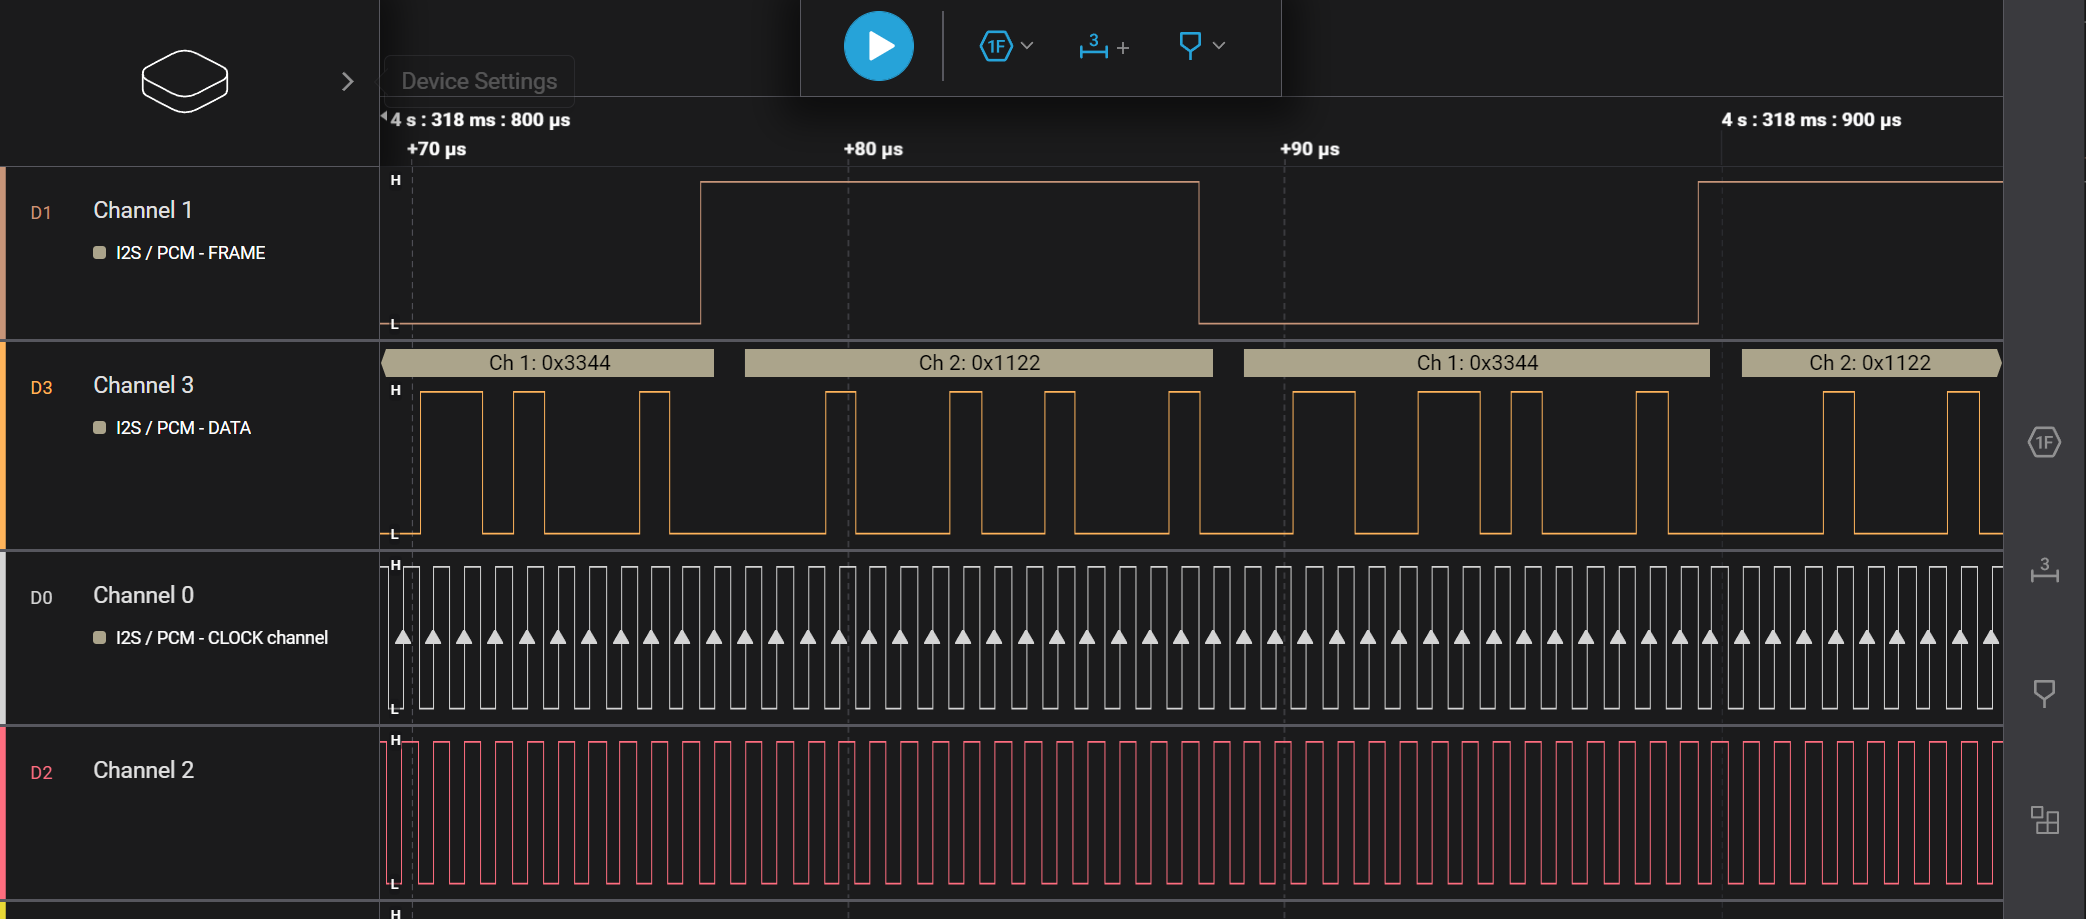 1F
3 +
Device Settings
4 s : 318 ms : 800 µs
4 s : 318 ms : 900 µs
+70 µs
+80 µs
+90 µs
H
D1
Channel 1
I2S / PCM - FRAME
L
Ch 1: 0x3344
Ch 2: 0x1122
Ch 1: 0x3344
Ch 2: 0x1122
H
D3
Channel 3
I2S / PCM - DATA
1F
L
H
3
D0
Channel 0
I2S / PCM - CLOCK channel
L
H
D2
Channel 2
L
H